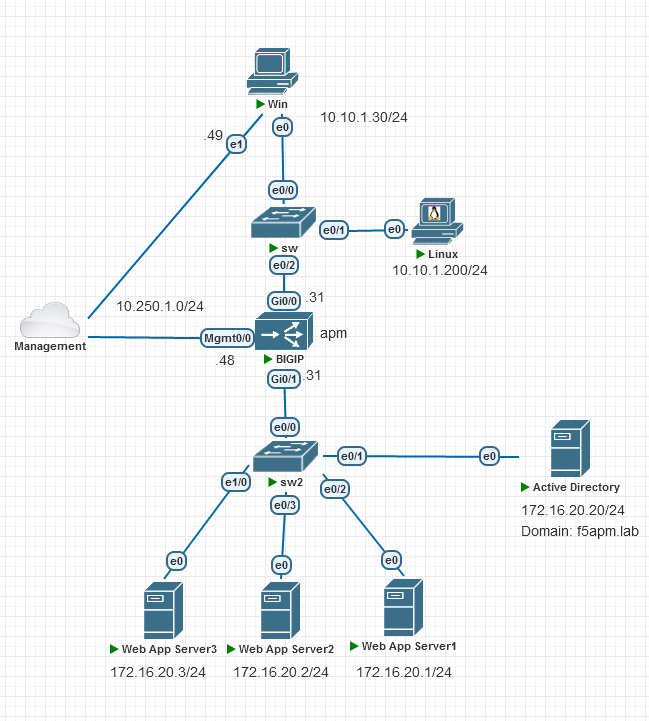 Win
10.10.1.30/24
.49
e1
e0
e0/0
sw
e0/1
e0
Linux
10.10.1.200/24
e0/2
10.250.1.0/24
Gi0/0
.31
Management
Mgmt0/0
apm
.48
BIGIP
Gi0/1
.31
e0/0
sw2
e0/1
e0
Active Directory
172.16.20.20/24
Domain: f5apm.lab
e1/0
e0/2
e0/3
e0
e0
e0
Web App Server3
Web App Server2
Web App Server1
172.16.20.3/24
172.16.20.2/24
172.16.20.1/24